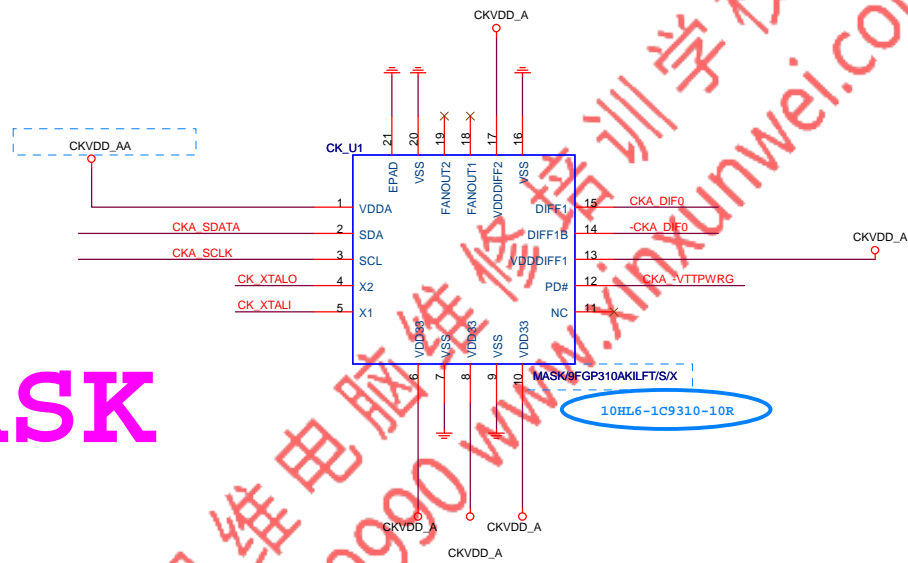 CKVDD_A
CKVDD_AA
CK_U1
21
20
19
18
17
16
EPAD
VSS
FANOUT2
FANOUT1
VDDDIFF2
VSS
1 VDDA
CKA_SDATA 2 SDA
CKA_SCLK 3 SCL
CK_XTALO 4 X2
CK_XTALI 5 X1
DIFF1 15 CKA_DIF0
DIFF1B 14 -CKA_DIF0
VDDDIFF1 13
CKVDD_A
PD# 12 CKA_-VTTPWRG
NC 11
VDD33
VSS
VDD33
VSS
VDD33
6
7
8
9
10
MASK/9FGP310AKILFT/S/X
10HL6-1C9310-10R
SK
CKVDD_A
CKVDD_A
CKVDD_A
维电脑维修培训学校
0990 www.xinxunwei.co